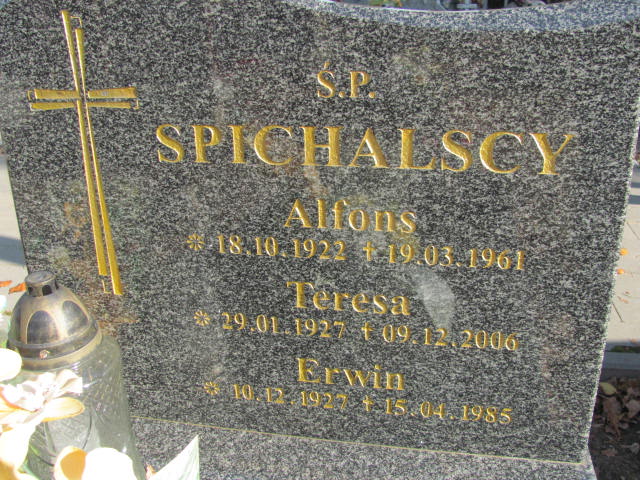 Ś.P.
SPICHALSCY
Alfons
* 18.10.1922 ✝ 19.03.1961
Teresa
* 29.01.1927 ✝ 09.12.2006
Erwin
* 10.12.1927 ✝ 15.04.1985